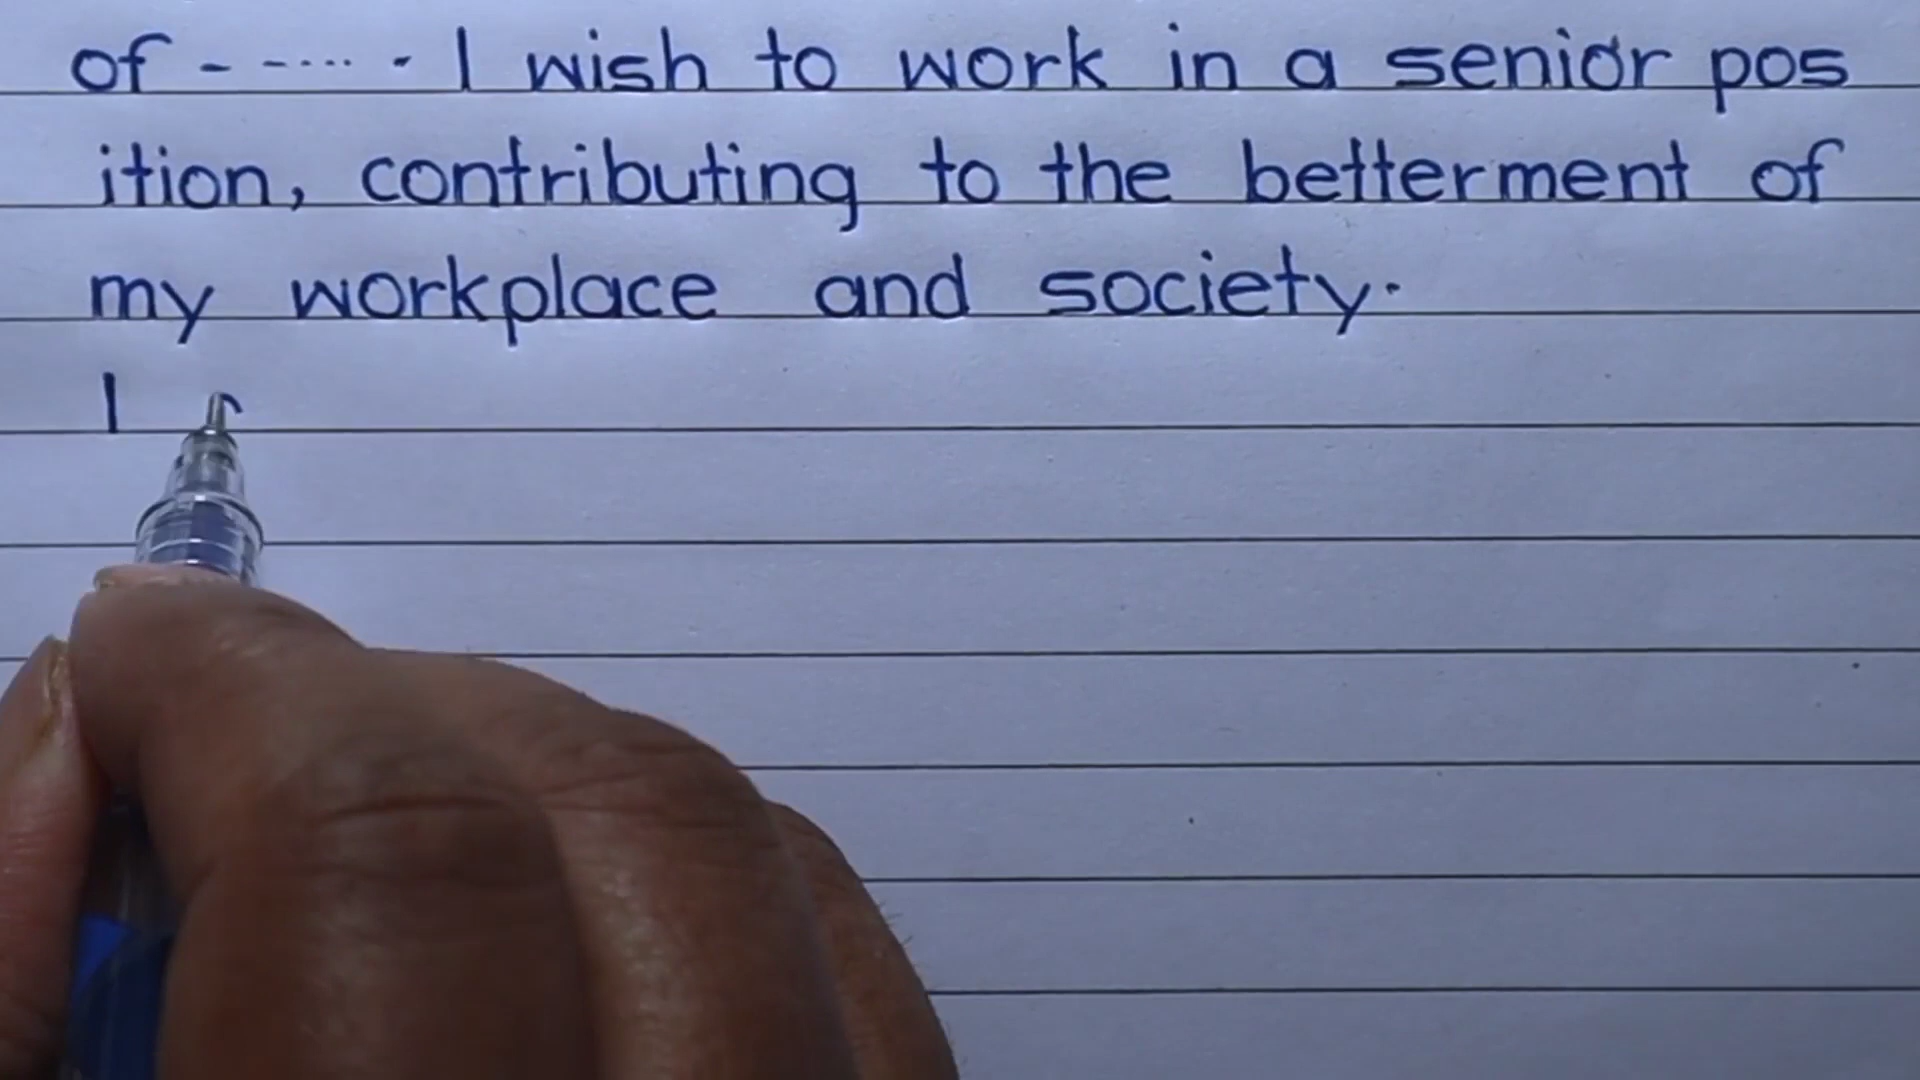 of - - .... - I wish to work in a senior pos
ition, contributing to the betterment of
my workplace and society.
I